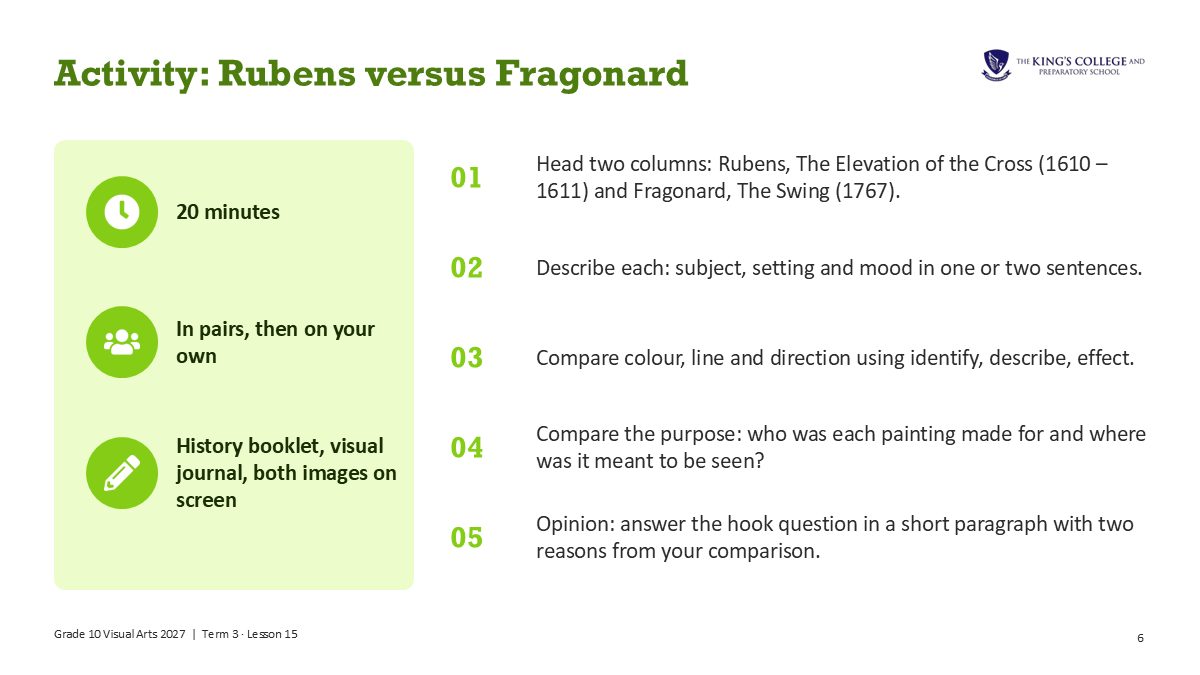 Activity: Rubens versus Fragonard
THE KING'S COLLEGE AND
PREPARATORY SCHOOL
20 minutes
In pairs, then on your
own
History booklet, visual
journal, both images on
screen
01
Head two columns: Rubens, The Elevation of the Cross (1610 –
1611) and Fragonard, The Swing (1767).
02
Describe each: subject, setting and mood in one or two sentences.
03
Compare colour, line and direction using identify, describe, effect.
04
Compare the purpose: who was each painting made for and where
was it meant to be seen?
05
Opinion: answer the hook question in a short paragraph with two
reasons from your comparison.
Grade 10 Visual Arts 2027 | Term 3 · Lesson 15
6